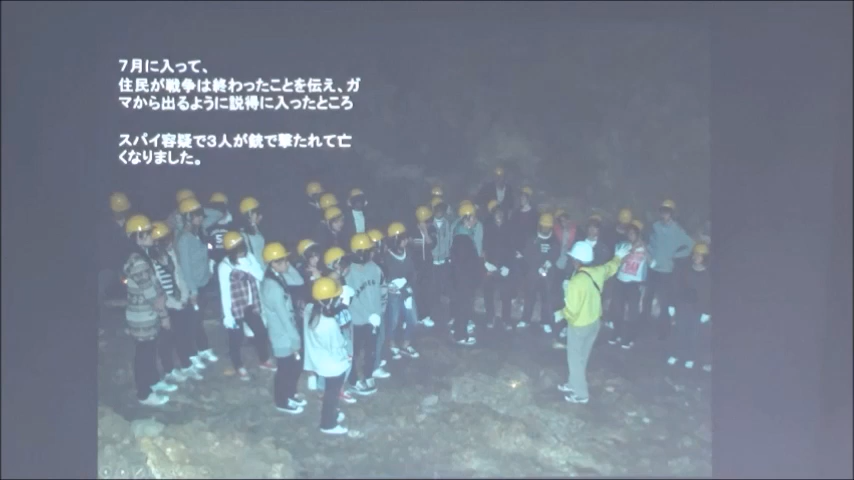 ７月に入って、
住民が戦争は終わったことを伝え、ガ
マから出るように説得に入ったところ
スパイ容疑で３人が銃で撃たれて亡
くなりました。